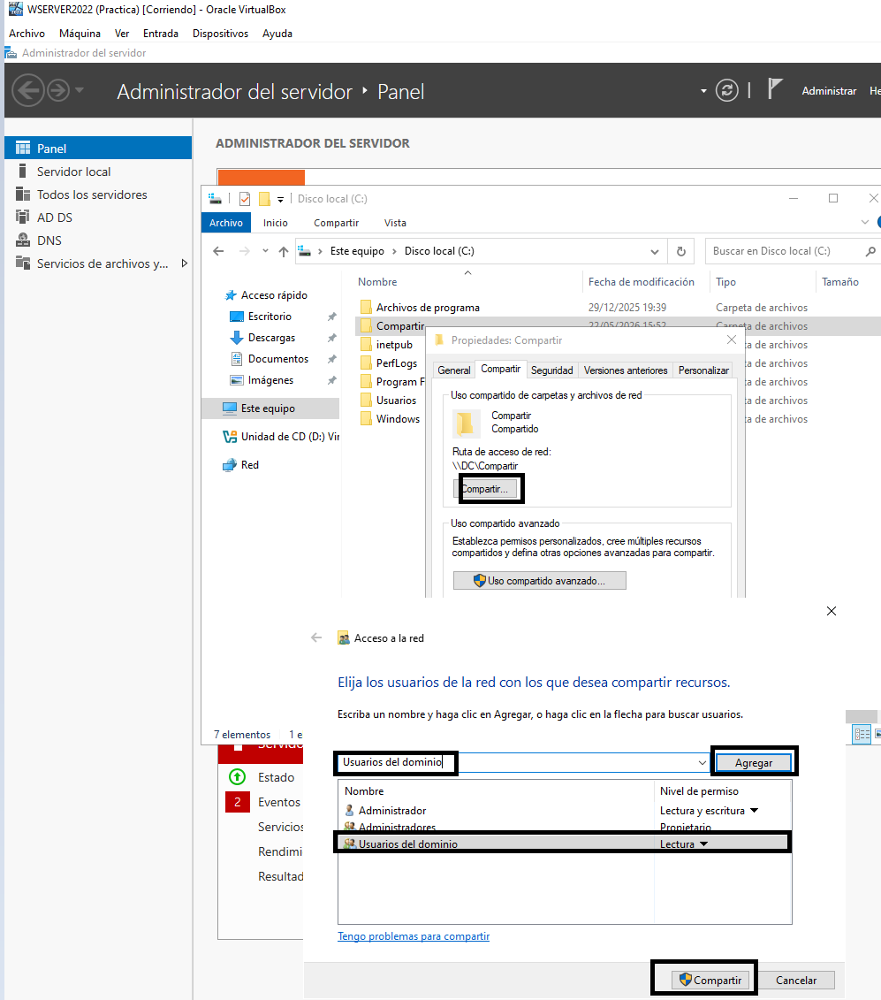 WSERVER2022 (Practica) [Corriendo] - Oracle VirtualBox
Archivo Máquina Ver Entrada Dispositivos Ayuda
Administrador del servidor
Administrador del servidor ‣ Panel
Administrar He
Panel
Servidor local
Todos los servidores
AD DS
DNS
Servicios de archivos y...
ADMINISTRADOR DEL SERVIDOR
Disco local (C:)
Archivo Inicio Compartir Vista
Este equipo > Disco local (C:)
Buscar en Disco local (C:)
Nombre Fecha de modificación Tipo Tamaño
Acceso rápido
Escritorio
Descargas
Documentos
Imágenes
Este equipo
Unidad de CD (D:) Vir
Red
Archivos de programa 29/12/2025 19:39 Carpeta de archivos
Compartir 22/05/2026 15:52 Carpeta de archivos
inetpub ta de archivos
PerfLogs ta de archivos
Program F ta de archivos
Usuarios ta de archivos
Windows ta de archivos
Propiedades: Compartir
General Compartir Seguridad Versiones anteriores Personalizar
Uso compartido de carpetas y archivos de red
Compartir
Compartido
Ruta de acceso de red:
\\DC\Compartir
Compartir...
Uso compartido avanzado
Establezca permisos personalizados, cree múltiples recursos
compartidos y defina otras opciones avanzadas para compartir.
Uso compartido avanzado...
7 elementos 1 e
Servido
Estado
2 Eventos
Servicios
Rendimi
Resultad
Acceso a la red
Elija los usuarios de la red con los que desea compartir recursos.
Escriba un nombre y haga clic en Agregar, o haga clic en la flecha para buscar usuarios.
Usuarios del dominio
Agregar
Nombre Nivel de permiso
Administrador Lectura y escritura
Administradores Propietario
Usuarios del dominio Lectura
Tengo problemas para compartir
Compartir Cancelar